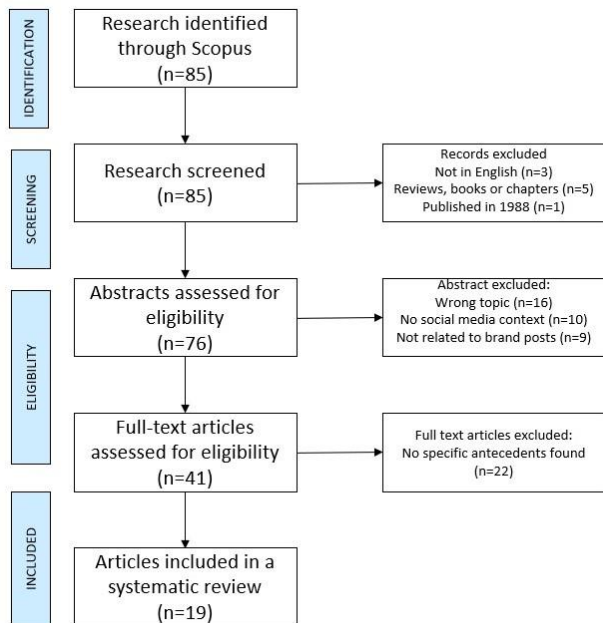 IDENTIFICATION
Research identified
through Scopus
(n=85)
SCREENING
Research screened
(n=85)
Records excluded
Not in English (n=3)
Reviews, books or chapters (n=5)
Published in 1988 (n=1)
ELIGIBILITY
Abstracts assessed for
eligibility
(n=76)
Abstract excluded:
Wrong topic (n=16)
No social media context (n=10)
Not related to brand posts (n=9)
Full-text articles
assessed for eligibility
(n=41)
Full text articles excluded:
No specific antecedents found
(n=22)
INCLUDED
Articles included in a
systematic review
(n=19)